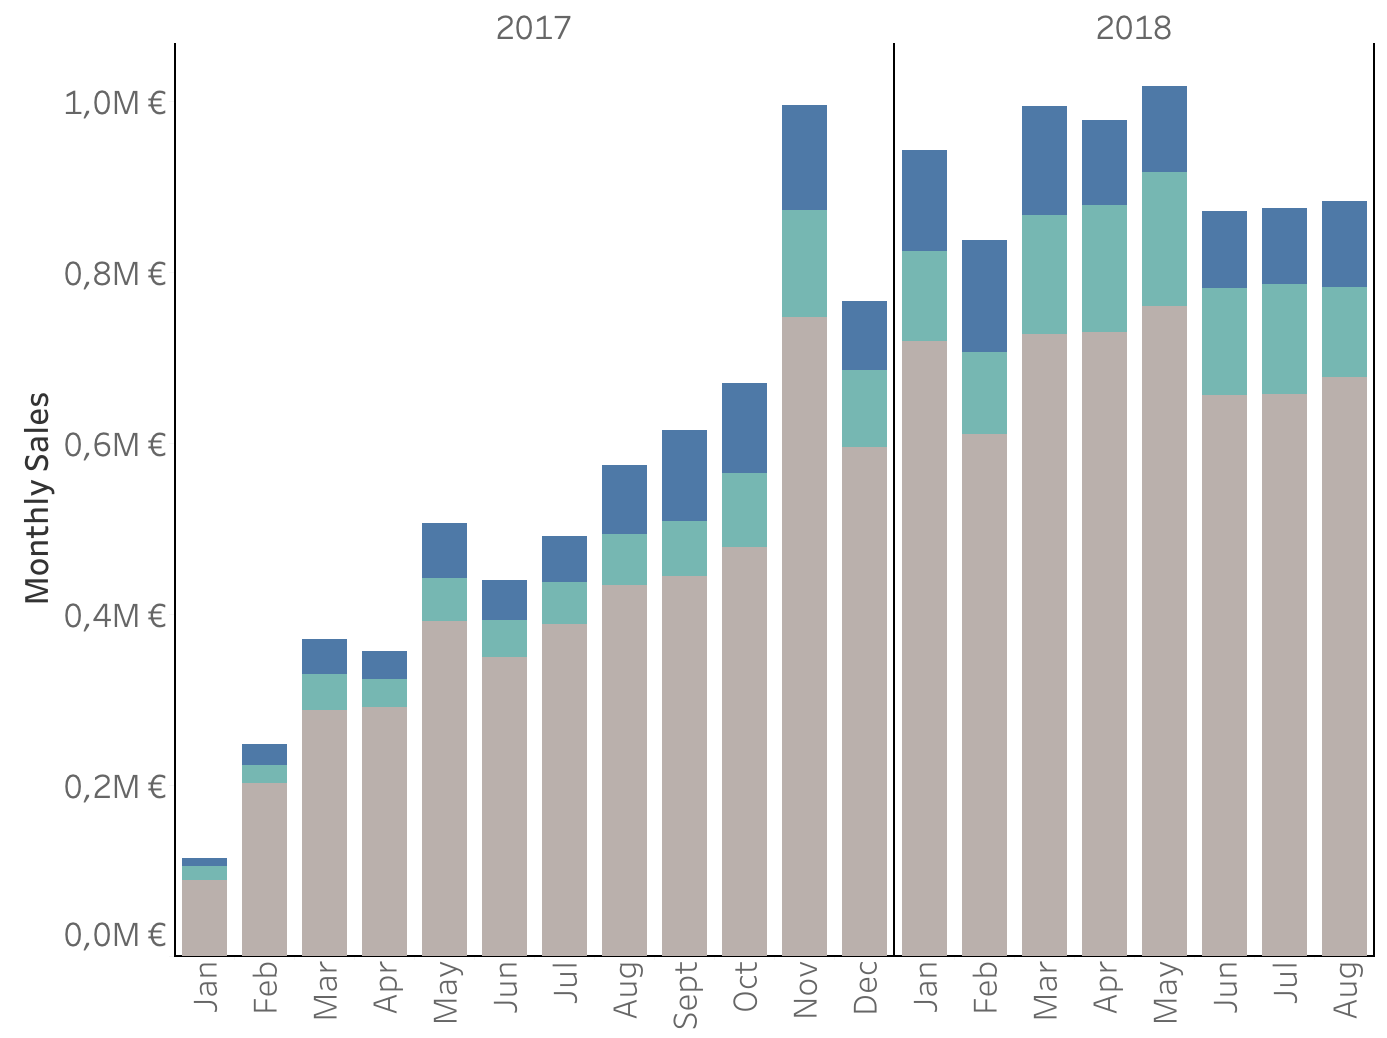 2017
2018
1,0M €
0,8M €
0,6M €
0,4M €
0,2M €
0,0M €
Monthly Sales
Jan
Feb
Mar
Apr
May
Jun
Jul
Aug
Sept
Oct
Nov
Dec
Jan
Feb
Mar
Apr
May
Jun
Jul
Aug